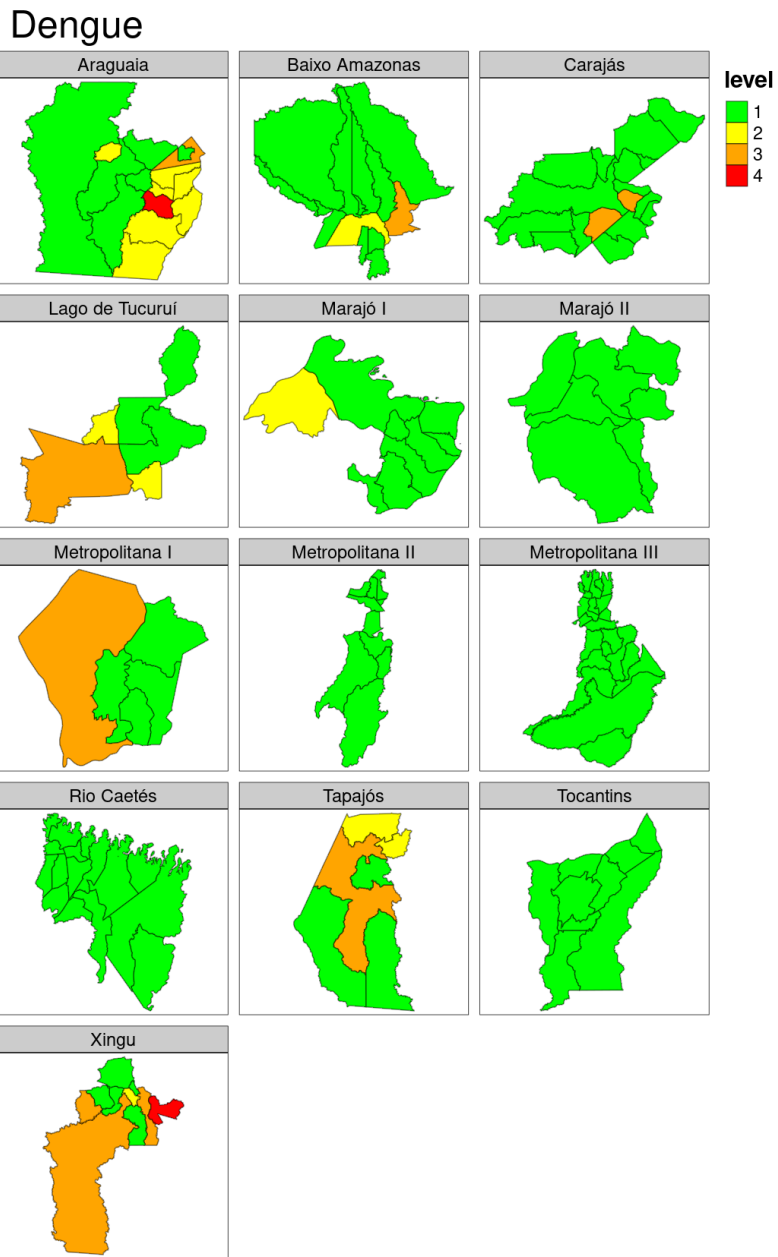 Dengue
Araguaia
Baixo Amazonas
Carajás
level
1
2
3
4
Lago de Tucuruí
Marajó I
Marajó II
Metropolitana I
Metropolitana II
Metropolitana III
Rio Caetés
Tapajós
Tocantins
Xingu